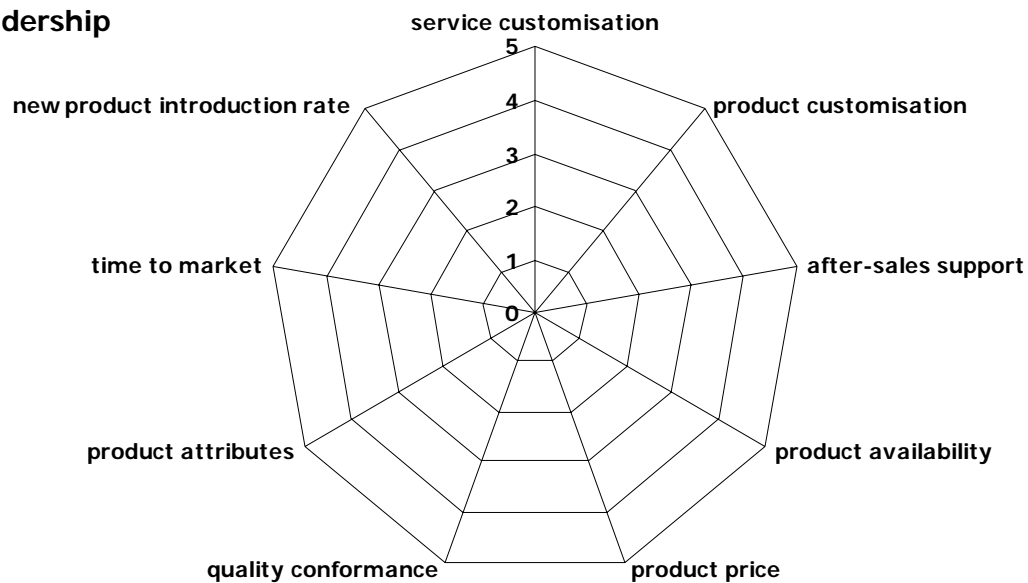 dership
service customisation
5
new product introduction rate
4
product customisation
3
2
time to market
1
after-sales support
0
product attributes
product availability
quality conformance
product price